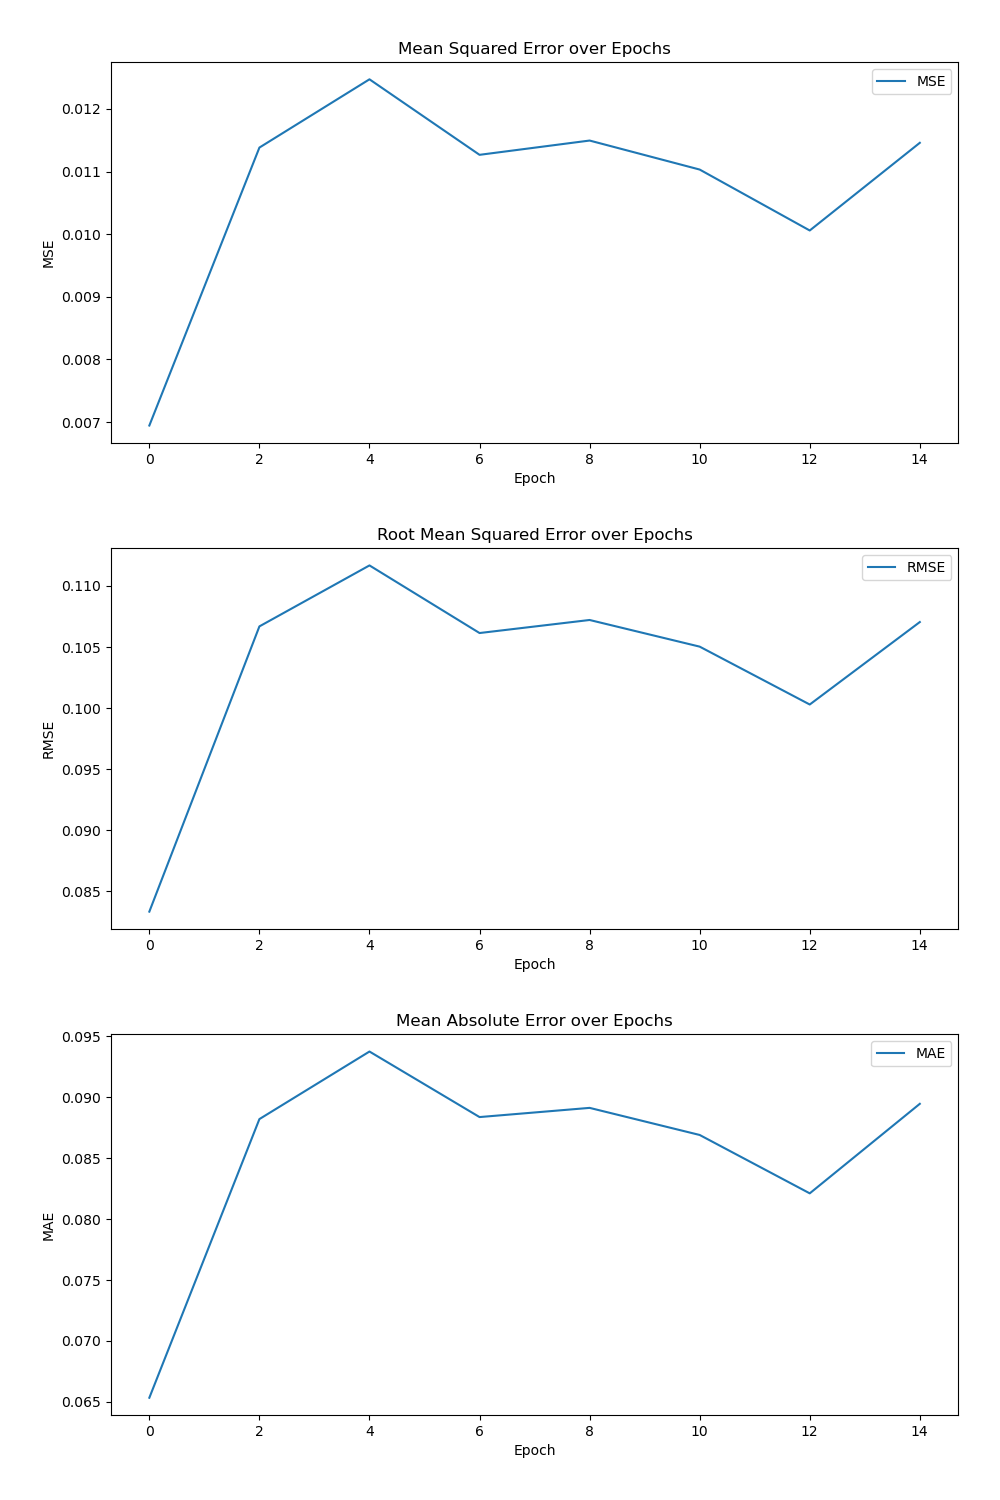 Mean Squared Error over Epochs
MSE
0.012
0.011
0.010
0.009
0.008
0.007
MSE
0 2 4 6 8 10 12 14
Epoch
Root Mean Squared Error over Epochs
RMSE
0.110
0.105
0.100
0.095
0.090
0.085
RMSE
0 2 4 6 8 10 12 14
Epoch
Mean Absolute Error over Epochs
MAE
0.095
0.090
0.085
0.080
0.075
0.070
0.065
MAE
0 2 4 6 8 10 12 14
Epoch